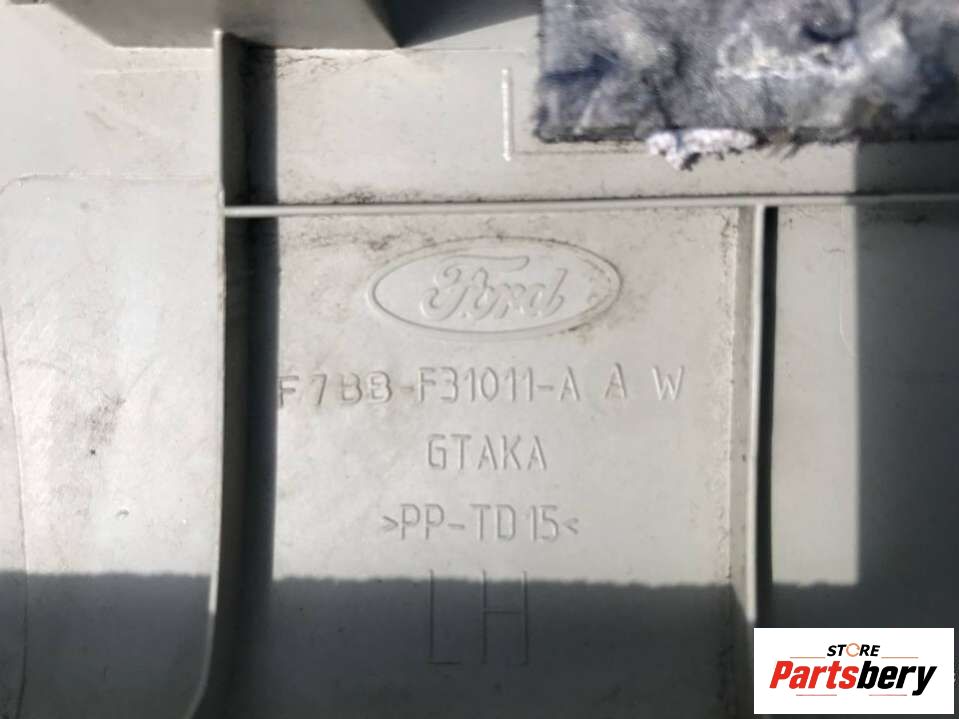 Ford
F7BB-F31011-A A W
GTAKA
>PP-TD15<
LH
STORE
Partsbery